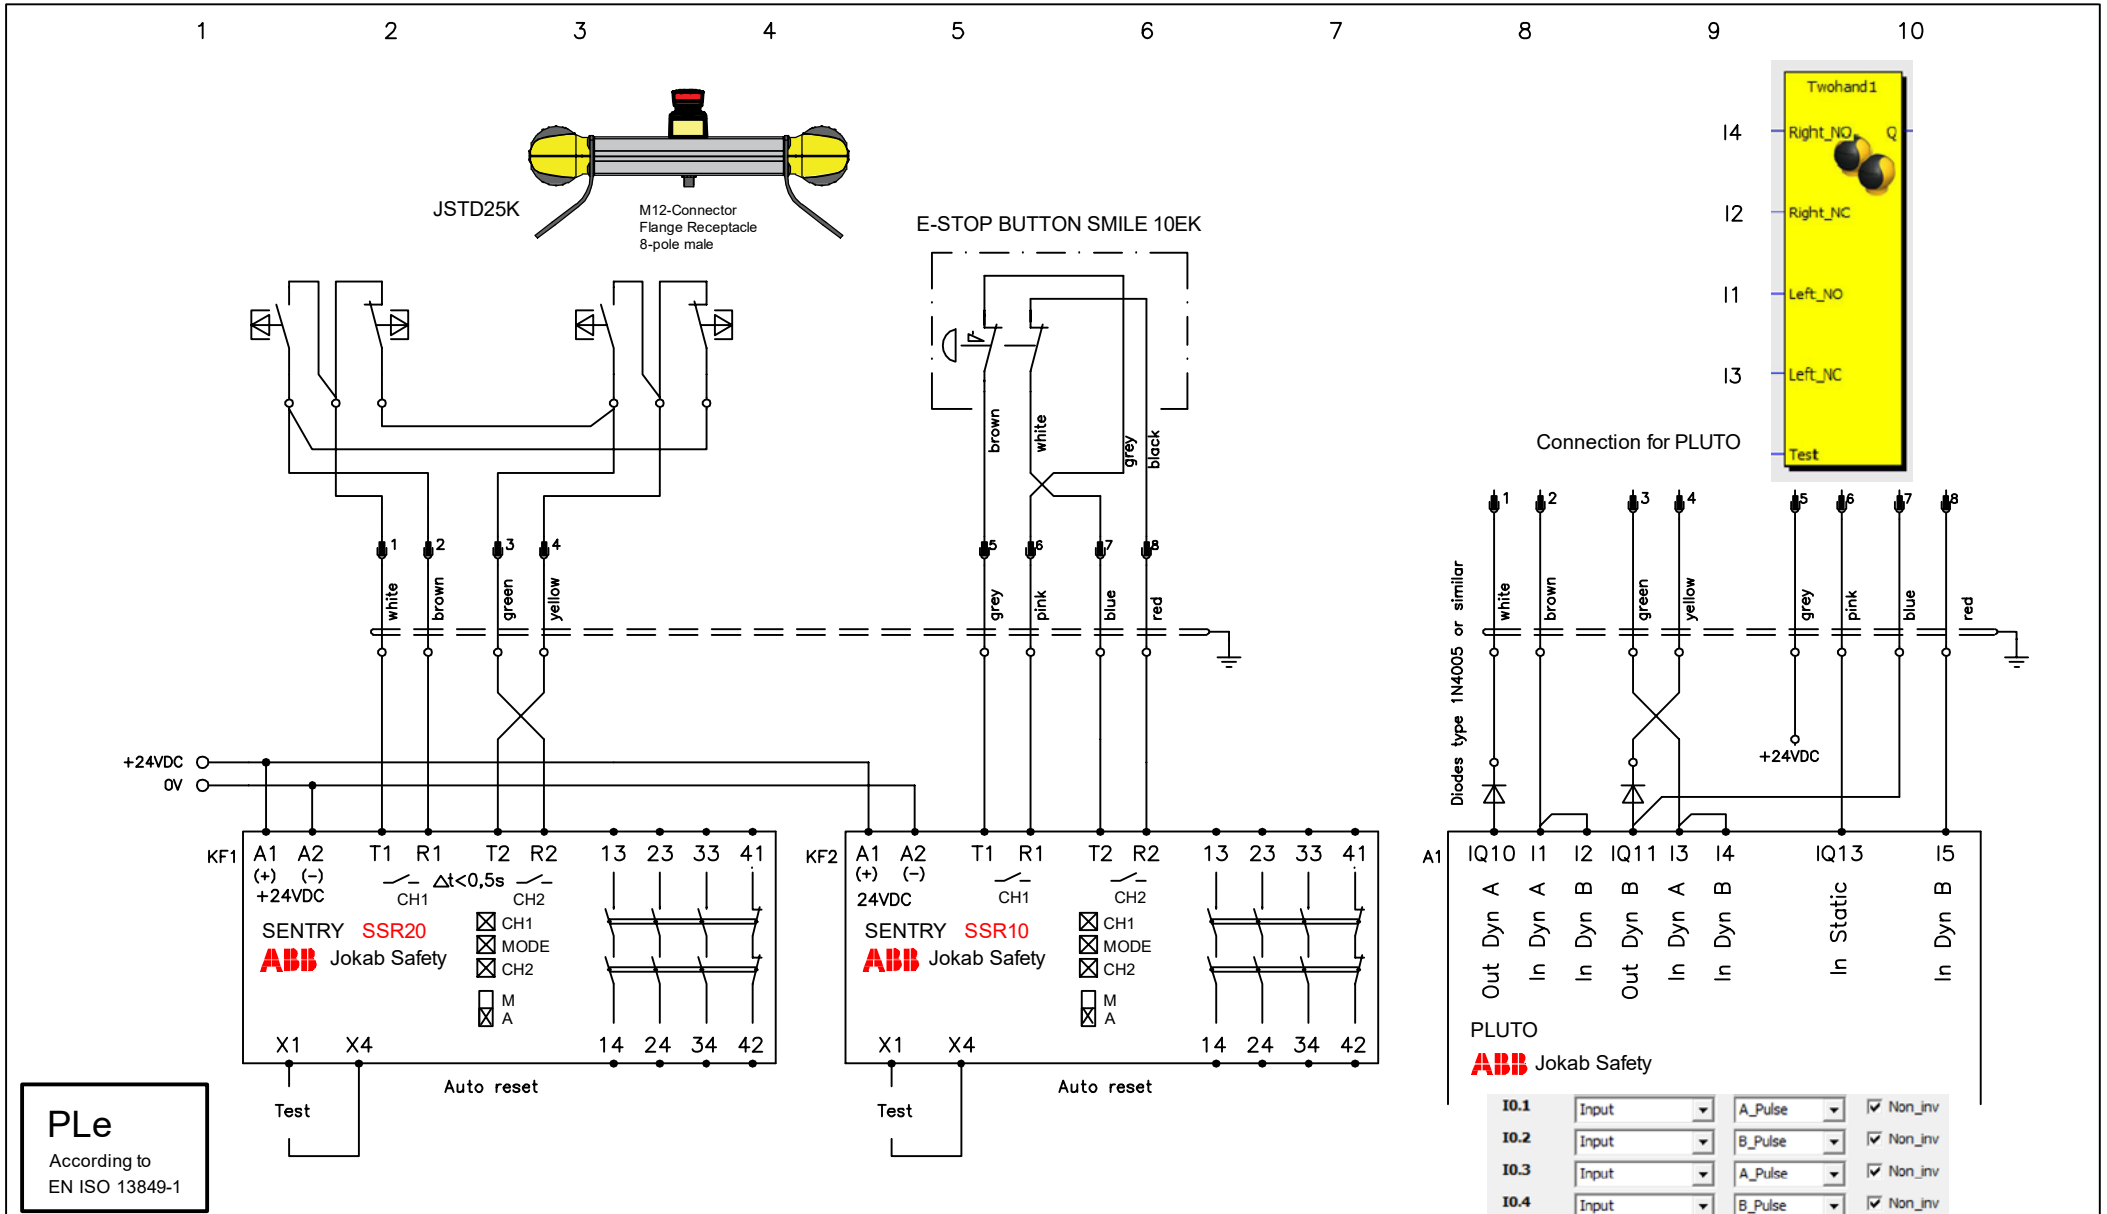 1 2 3 4 5 6 7 8 9 10
JSTD25K
M12-Connector
Flange Receptacle
8-pole male
E-STOP BUTTON SMILE 10EK
brown
white
grey
black
Twohand1
I4 Right_NO Q
I2 Right_NC
I1 Left_NO
I3 Left_NC
Test
Connection for PLUTO
1 2 3 4 5 6 7 8
white
brown
green
yellow
grey
pink
blue
red
1 2 3 4 5 6 7 8
Diodes type 1N4005 or similar
white
brown
green
yellow
grey
pink
blue
red
+24VDC
+24VDC
0V
KF1
A1 A2 T1 R1 T2 R2 13 23 33 41
(+) (-) Δt<0,5s
+24VDC CH1 CH2
SENTRY SSR20
ABB Jokab Safety
CH1
MODE
CH2
M
A
X1 X4 14 24 34 42
Auto reset
Test
KF2
A1 A2 T1 R1 T2 R2 13 23 33 41
(+) (-)
24VDC CH1 CH2
SENTRY SSR10
ABB Jokab Safety
CH1
MODE
CH2
M
A
X1 X4 14 24 34 42
Auto reset
Test
A1
IQ10 I1 I2 IQ11 I3 I4 IQ13 I5
Out Dyn A
In Dyn A
In Dyn B
Out Dyn B
In Dyn A
In Dyn B
In Static
In Dyn B
PLUTO
ABB Jokab Safety
I0.1 Input A_Pulse Non_inv
I0.2 Input B_Pulse Non_inv
I0.3 Input A_Pulse Non_inv
I0.4 Input B_Pulse Non_inv
PLe
According to
EN ISO 13849-1